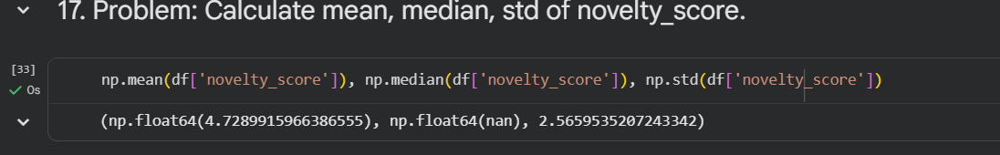 17. Problem: Calculate mean, median, std of novelty_score.
[33]
0s
np.mean(df['novelty_score']), np.median(df['novelty_score']), np.std(df['novelty_score'])
(np.float64(4.7289915966386555), np.float64(nan), 2.5659535207243342)